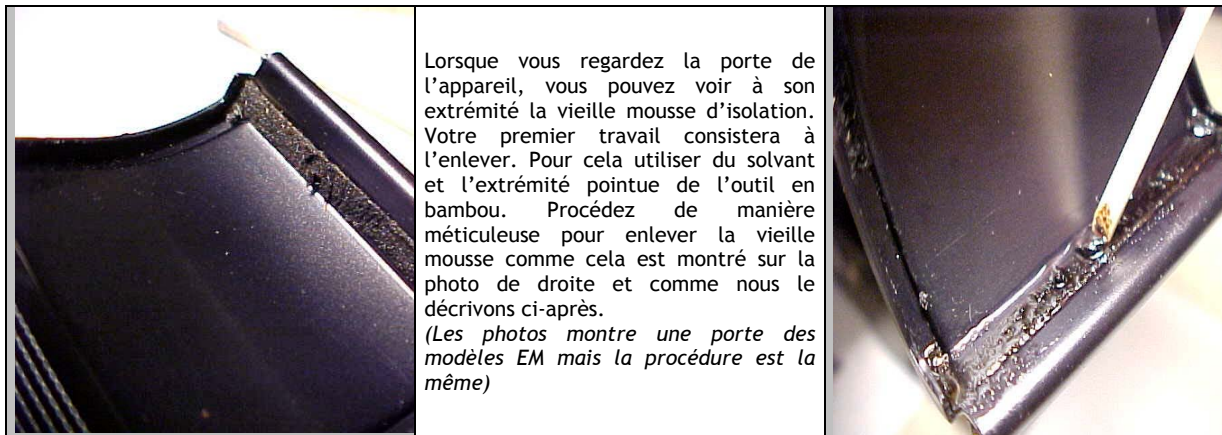 Lorsque vous regardez la porte de
l’appareil, vous pouvez voir à son
extrémité la vieille mousse d’isolation.
Votre premier travail consistera à
l’enlever. Pour cela utiliser du solvant
et l’extrémité pointue de l’outil en
bambou. Procédez de manière
méticuleuse pour enlever la vieille
mousse comme cela est montré sur la
photo de droite et comme nous le
décrivons ci-après.
(Les photos montre une porte des
modèles EM mais la procédure est la
même)